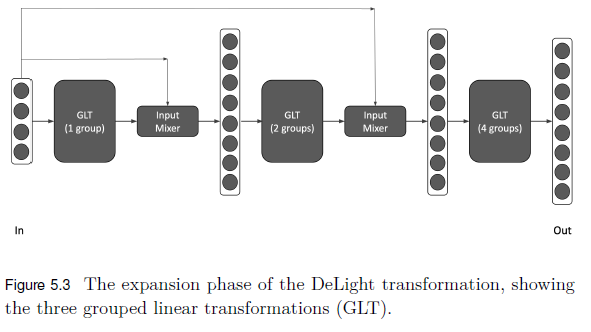 GLT
(1 group)
Input
Mixer
GLT
(2 groups)
Input
Mixer
GLT
(4 groups)
In
Out
Figure 5.3 The expansion phase of the DeLight transformation, showing
the three grouped linear transformations (GLT).